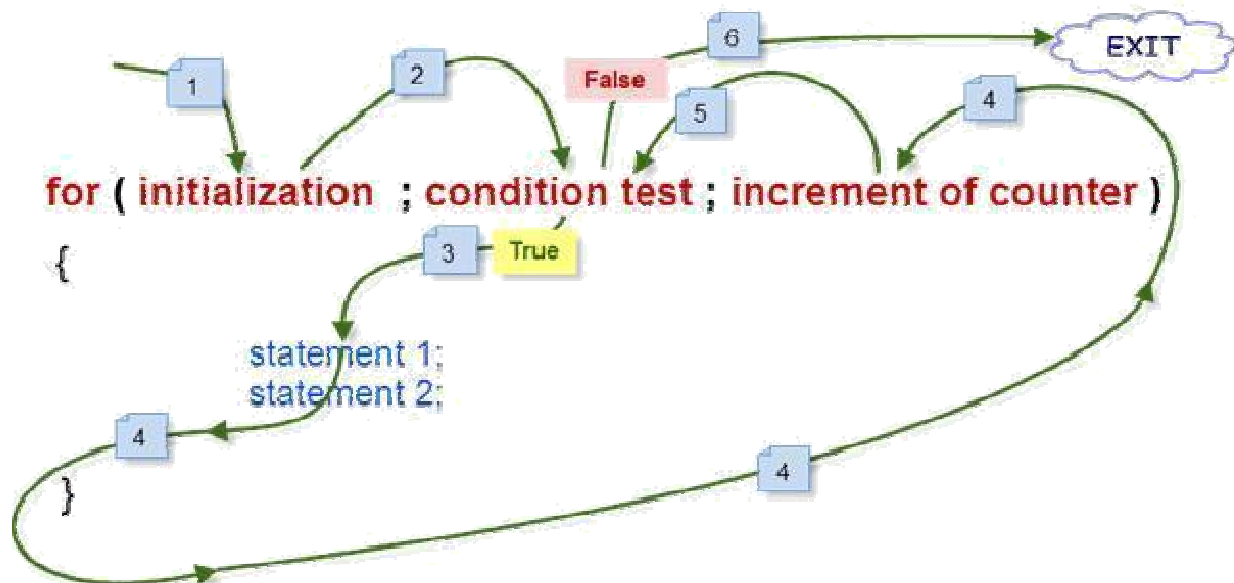 6
EXIT
1
2
False
5
4
for ( initialization ; condition test ; increment of counter )
{
3
True
statement 1;
statement 2;
4
4
}